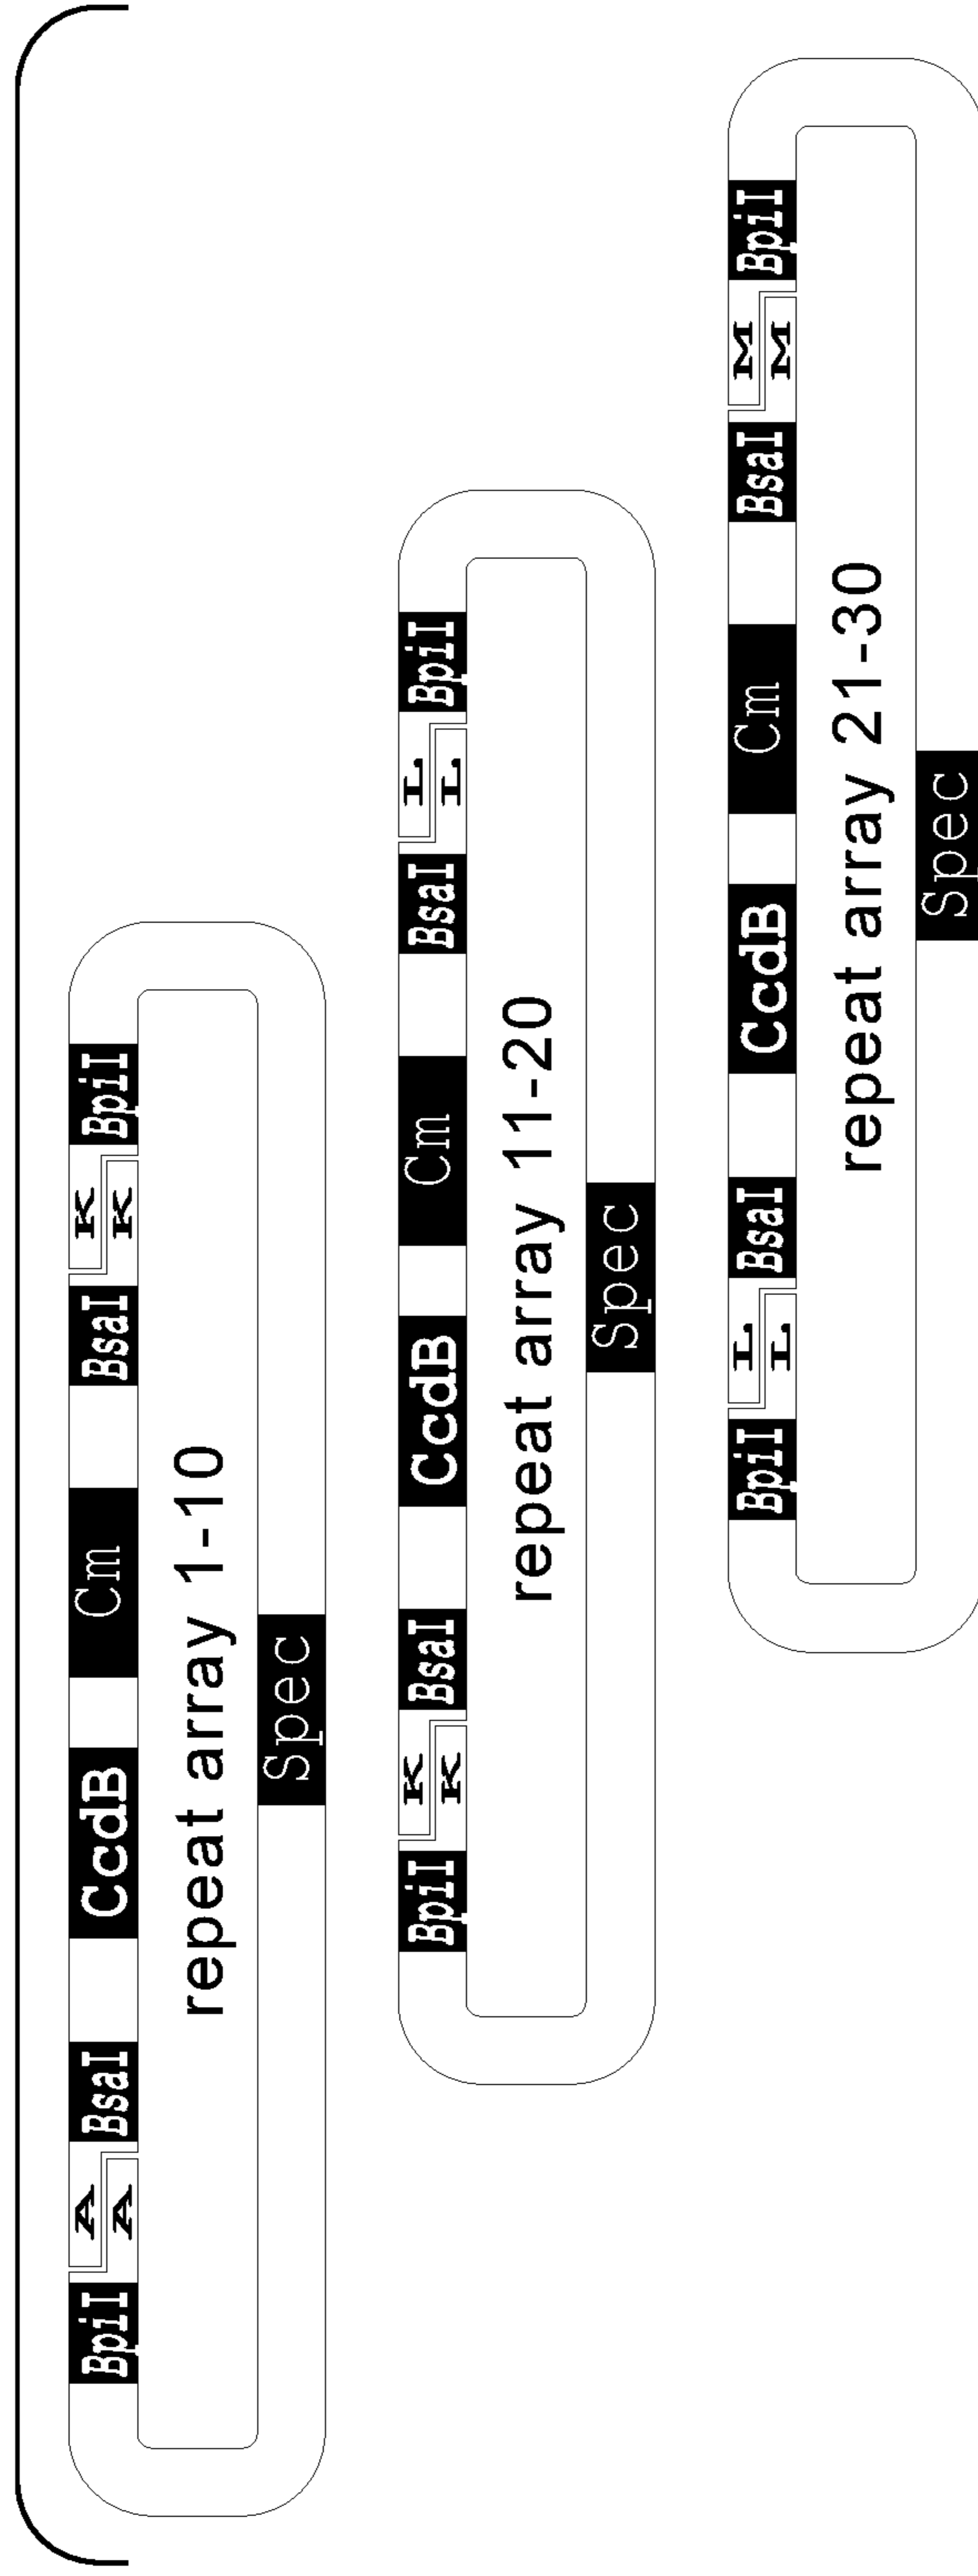 BpiI A A BsaI CcdB Cm BsaI K K BpiI
repeat array 1-10
Spec
BpiI K K BsaI CcdB Cm BsaI L L BpiI
repeat array 11-20
Spec
BpiI L L BsaI CcdB Cm BsaI M M BpiI
repeat array 21-30
Spec